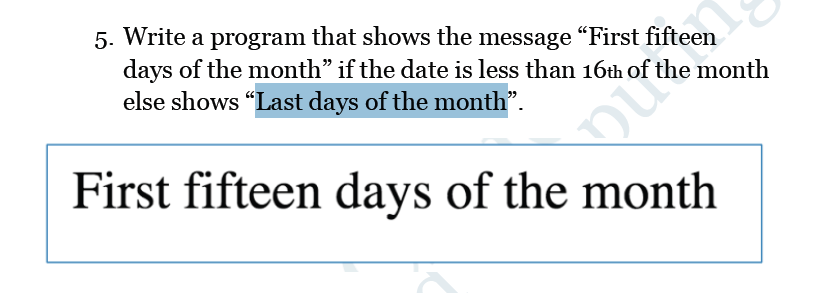 5. Write a program that shows the message “First fifteen
days of the month” if the date is less than 16th of the month
else shows “Last days of the month”.
First fifteen days of the month